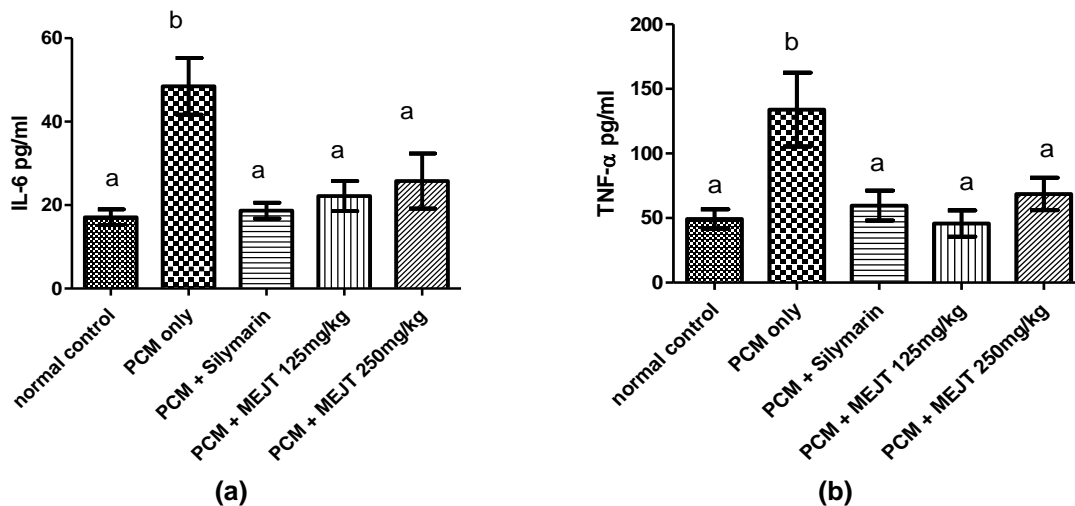 b
60
40
20
0
IL-6 pg/ml
a
a
a
a
normal control
PCM only
PCM + Silymarin
PCM + MEJT 125mg/kg
PCM + MEJT 250mg/kg
(a)
200
150
100
50
0
TNF-α pg/ml
b
a
a
a
a
normal control
PCM only
PCM + Silymarin
PCM + MEJT 125mg/kg
PCM + MEJT 250mg/kg
(b)